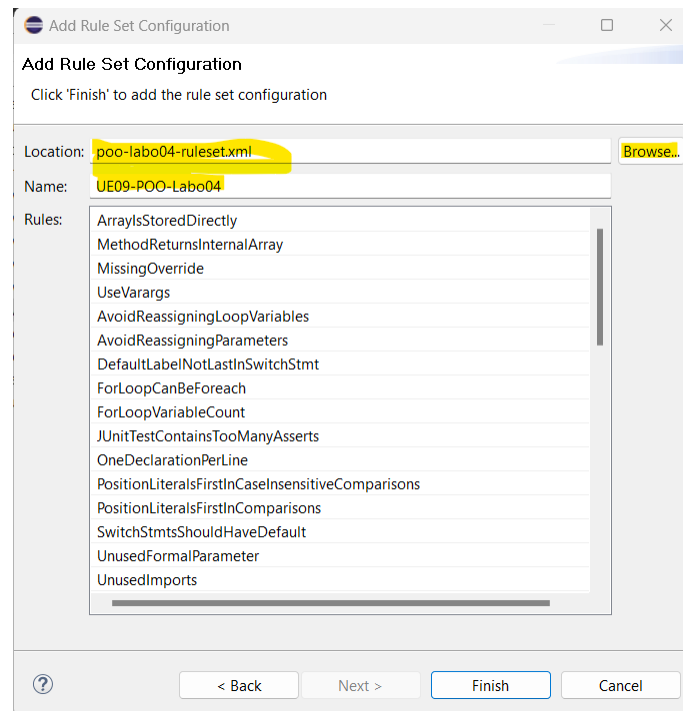 Add Rule Set Configuration
Add Rule Set Configuration
Click 'Finish' to add the rule set configuration
Location: poo-labo04-ruleset.xml Browse...
Name: UE09-POO-Labo04
Rules: ArrayIsStoredDirectly
MethodReturnsInternalArray
MissingOverride
UseVarargs
AvoidReassigningLoopVariables
AvoidReassigningParameters
DefaultLabelNotLastInSwitchStmt
ForLoopCanBeForeach
ForLoopVariableCount
JUnitTestContainsTooManyAsserts
OneDeclarationPerLine
PositionLiteralsFirstInCaseInsensitiveComparisons
PositionLiteralsFirstInComparisons
SwitchStmtsShouldHaveDefault
UnusedFormalParameter
UnusedImports
? < Back Next > Finish Cancel